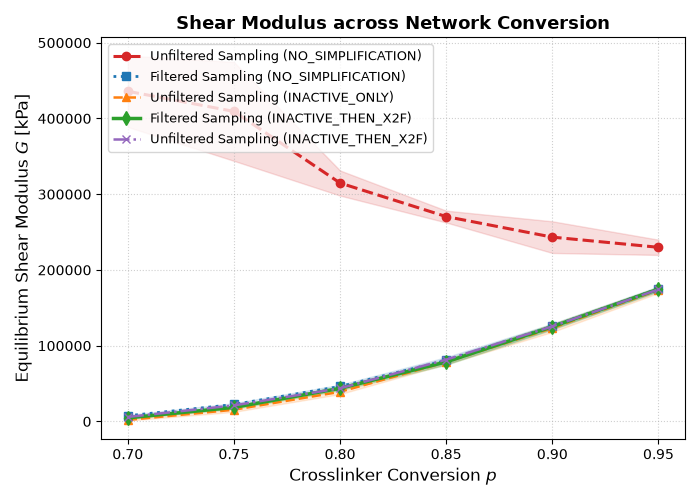 Shear Modulus across Network Conversion
Equilibrium Shear Modulus G [kPa]
500000
400000
300000
200000
100000
0
Unfiltered Sampling (NO_SIMPLIFICATION)
Filtered Sampling (NO_SIMPLIFICATION)
Unfiltered Sampling (INACTIVE_ONLY)
Filtered Sampling (INACTIVE_THEN_X2F)
Unfiltered Sampling (INACTIVE_THEN_X2F)
0.70 0.75 0.80 0.85 0.90 0.95
Crosslinker Conversion p